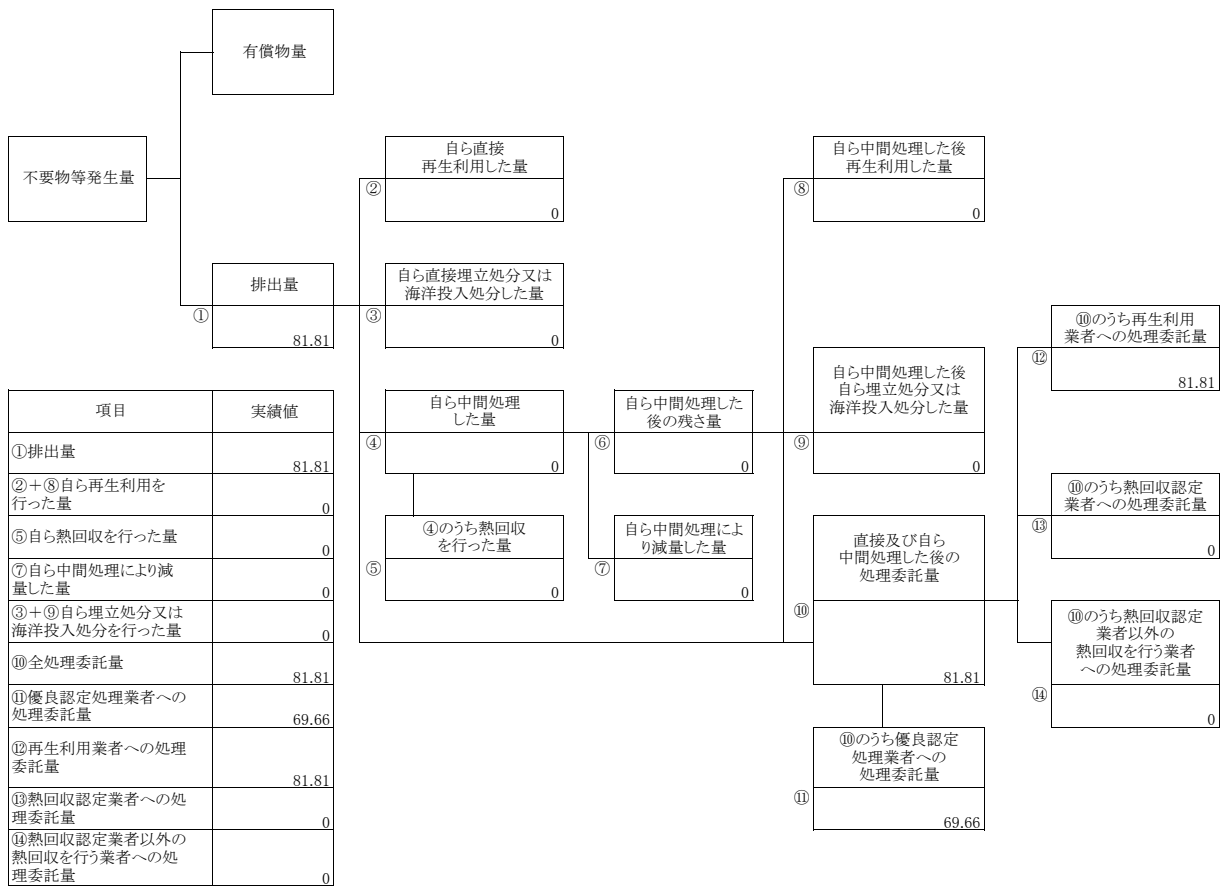 有償物量
不要物等発生量
自ら直接
再生利用した量
②
0
自ら中間処理した後
再生利用した量
⑧
0
排出量
①
81.81
自ら直接埋立処分又は
海洋投入処分した量
③
0
⑩のうち再生利用
業者への処理委託量
⑫
81.81
自ら中間処理
した量
④
0
自ら中間処理した
後の残さ量
⑥
0
自ら中間処理した後
自ら埋立処分又は
海洋投入処分した量
⑨
0
⑩のうち熱回収認定
業者への処理委託量
⑬
0
④のうち熱回収
を行った量
⑤
0
自ら中間処理によ
り減量した量
⑦
0
直接及び自ら
中間処理した後の
処理委託量
⑩
81.81
⑩のうち熱回収認定
業者以外の
熱回収を行う業者
への処理委託量
⑭
0
⑩のうち優良認定
処理業者への
処理委託量
⑪
69.66
項目 実績値
①排出量
81.81
②+⑧自ら再生利用を
行った量
0
⑤自ら熱回収を行った量
0
⑦自ら中間処理により減
量した量
0
③+⑨自ら埋立処分又は
海洋投入処分を行った量
0
⑩全処理委託量
81.81
⑪優良認定処理業者への
処理委託量
69.66
⑫再生利用業者への処理
委託量
81.81
⑬熱回収認定業者への処
理委託量
0
⑭熱回収認定業者以外の
熱回収を行う業者への処
理委託量
0